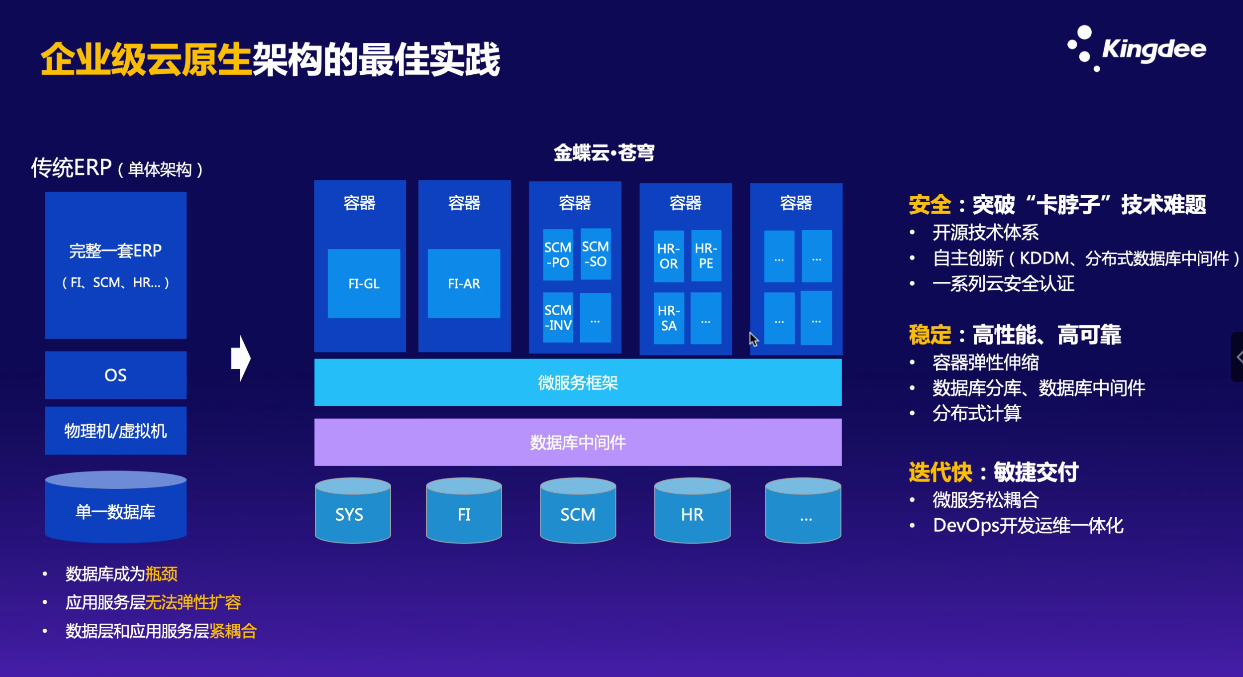 企业级云原生架构的最佳实践
Kingdee
传统ERP（单体架构）
完整一套ERP
（FI、SCM、HR...）
OS
物理机/虚拟机
单一数据库
• 数据库成为瓶颈
• 应用服务层无法弹性扩容
• 数据层和应用服务层紧耦合
金蝶云·苍穹
容器
FI-GL
容器
FI-AR
容器
SCM
-PO
SCM
-SO
SCM
-INV
...
容器
HR-
OR
HR-
PE
HR-
SA
...
容器
...
...
...
...
微服务框架
数据库中间件
SYS
FI
SCM
HR
...
安全：突破“卡脖子”技术难题
• 开源技术体系
• 自主创新（KDDM、分布式数据库中间件）
• 一系列云安全认证
稳定：高性能、高可靠
• 容器弹性伸缩
• 数据库分库、数据库中间件
• 分布式计算
迭代快：敏捷交付
• 微服务松耦合
• DevOps开发运维一体化